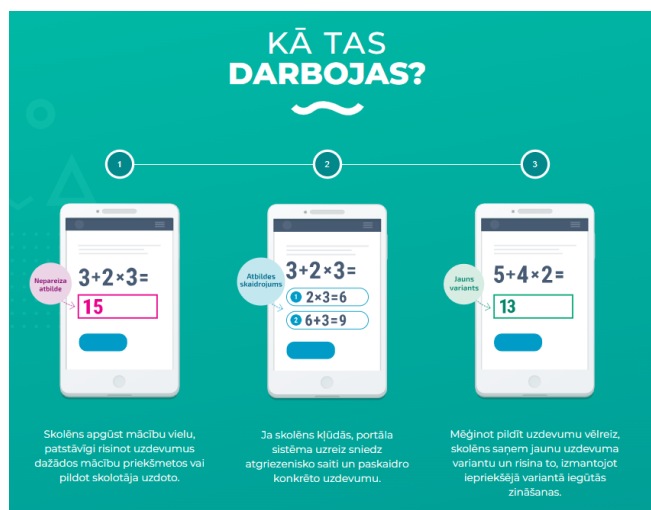 KĀ TAS
DARBOJAS?
1
2
3
Nepareiza
atbilde
3+2×3=
15
Atbildes
skaidrojums
3+2×3=
1 2×3=6
2 6+3=9
Jauns
variants
5+4×2=
13
Skolēns apgūst mācību vielu,
patstāvīgi risinot uzdevumus
dažādos mācību priekšmetos vai
pildot skolotāja uzdoto.
Ja skolēns kļūdās, portāla
sistēma uzreiz sniedz
atgriezenisko saiti un paskaidro
konkrēto uzdevumu.
Mēģinot pildīt uzdevumu vēlreiz,
skolēns saņem jaunu uzdevuma
variantu un risina to, izmantojot
iepriekšējā variantā iegūtās
zināšanas.